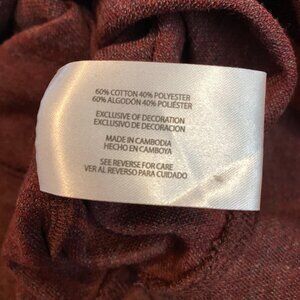 60% COTTON 40% POLYESTER
60% ALGODÓN 40% POLIÉSTER
EXCLUSIVE OF DECORATION
EXCLUSIVO DE DECORACION
MADE IN CAMBODIA
HECHO EN CAMBOYA
SEE REVERSE FOR CARE
VER AL REVERSO PARA CUIDADO